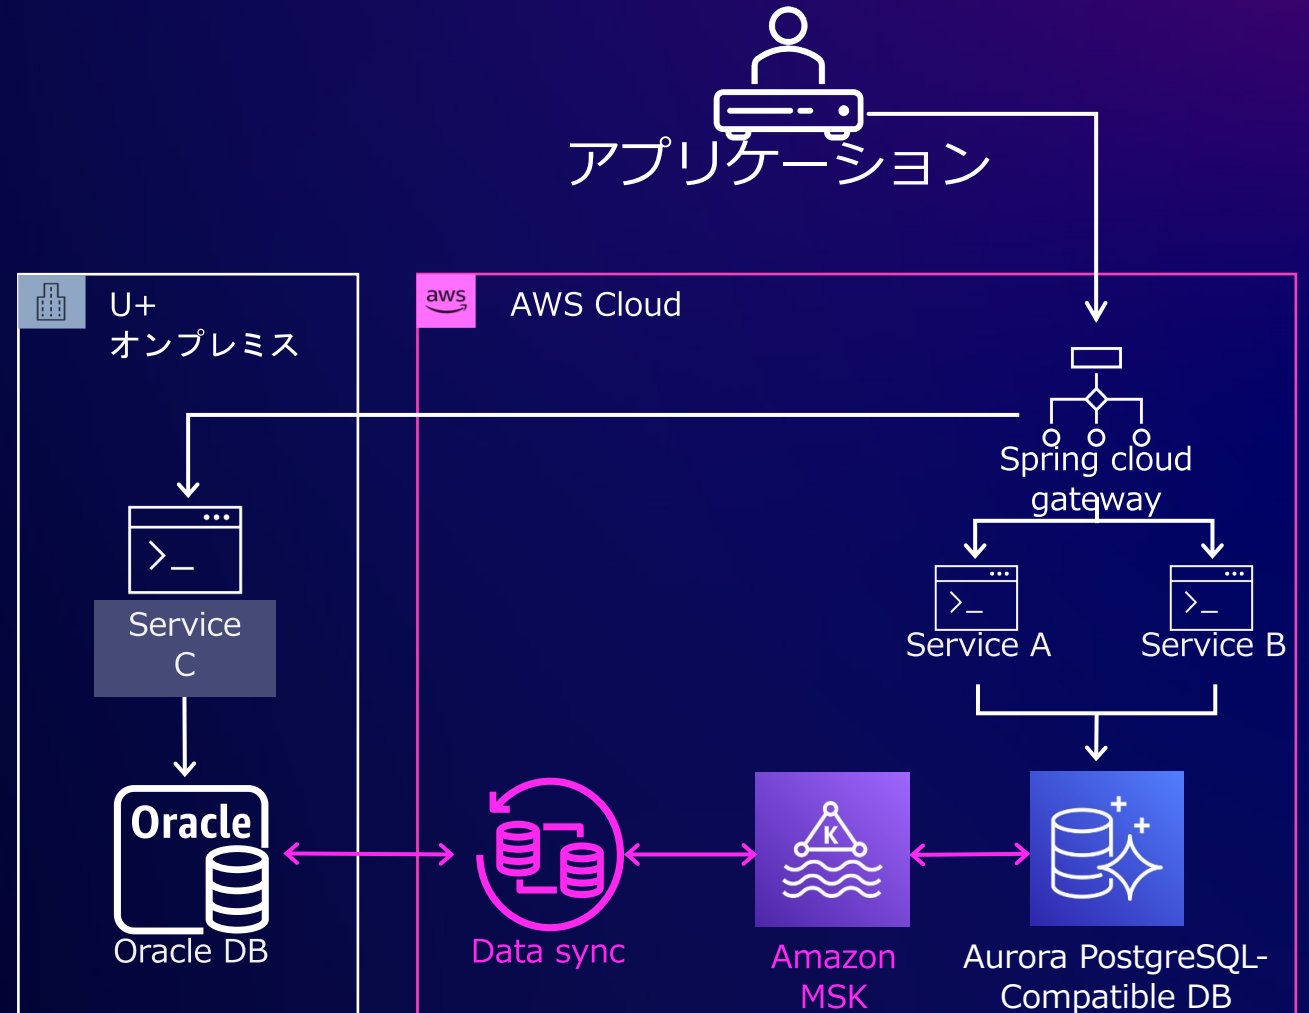 アプリケーション
U+
オンプレミス
aws
AWS Cloud
Spring cloud
gateway
Service
C
Service A
Service B
Oracle
Oracle DB
Data sync
K
Amazon
MSK
Aurora PostgreSQL-
Compatible DB